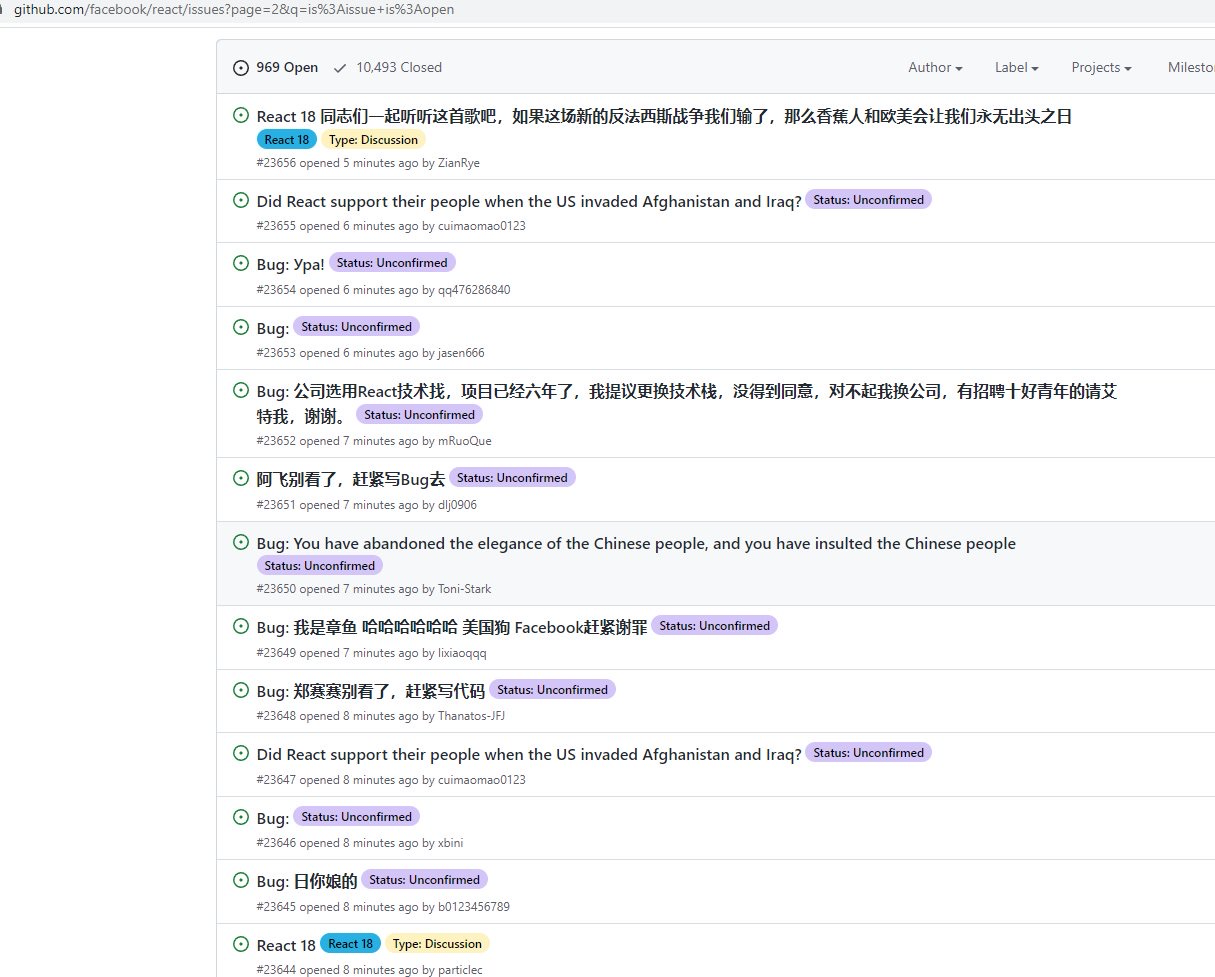 github.com/facebook/react/issues?page=2&q=is%3Aissue+is%3Aopen
969 Open 10,493 Closed Author Label Projects
React 18 同志们一起听听这首歌吧，如果这场新的反法西斯战争我们输了，那么香蕉人和欧美会让我们永无出头之日
React 18 Type: Discussion
#23656 opened 5 minutes ago by ZianRye
Did React support their people when the US invaded Afghanistan and Iraq? Status: Unconfirmed
#23655 opened 6 minutes ago by cuimaomao0123
Bug: Ура! Status: Unconfirmed
#23654 opened 6 minutes ago by qq476286840
Bug: Status: Unconfirmed
#23653 opened 6 minutes ago by jasen666
Bug: 公司选用React技术找，项目已经六年了，我提议更换技术栈，没得到同意，对不起我换公司，有招聘十好青年的请艾
特我，谢谢。 Status: Unconfirmed
#23652 opened 7 minutes ago by mRuoQue
阿飞别看了，赶紧写Bug去 Status: Unconfirmed
#23651 opened 7 minutes ago by dlj0906
Bug: You have abandoned the elegance of the Chinese people, and you have insulted the Chinese people
Status: Unconfirmed
#23650 opened 7 minutes ago by Toni-Stark
Bug: 我是章鱼 哈哈哈哈哈哈 美国狗 Facebook赶紧谢罪 Status: Unconfirmed
#23649 opened 7 minutes ago by lixiaoqqq
Bug: 郑赛赛别看了，赶紧写代码 Status: Unconfirmed
#23648 opened 8 minutes ago by Thanatos-JFJ
Did React support their people when the US invaded Afghanistan and Iraq? Status: Unconfirmed
#23647 opened 8 minutes ago by cuimaomao0123
Bug: Status: Unconfirmed
#23646 opened 8 minutes ago by xbini
Bug: 日你娘的 Status: Unconfirmed
#23645 opened 8 minutes ago by b0123456789
React 18 React 18 Type: Discussion
#23644 opened 8 minutes ago by particlec